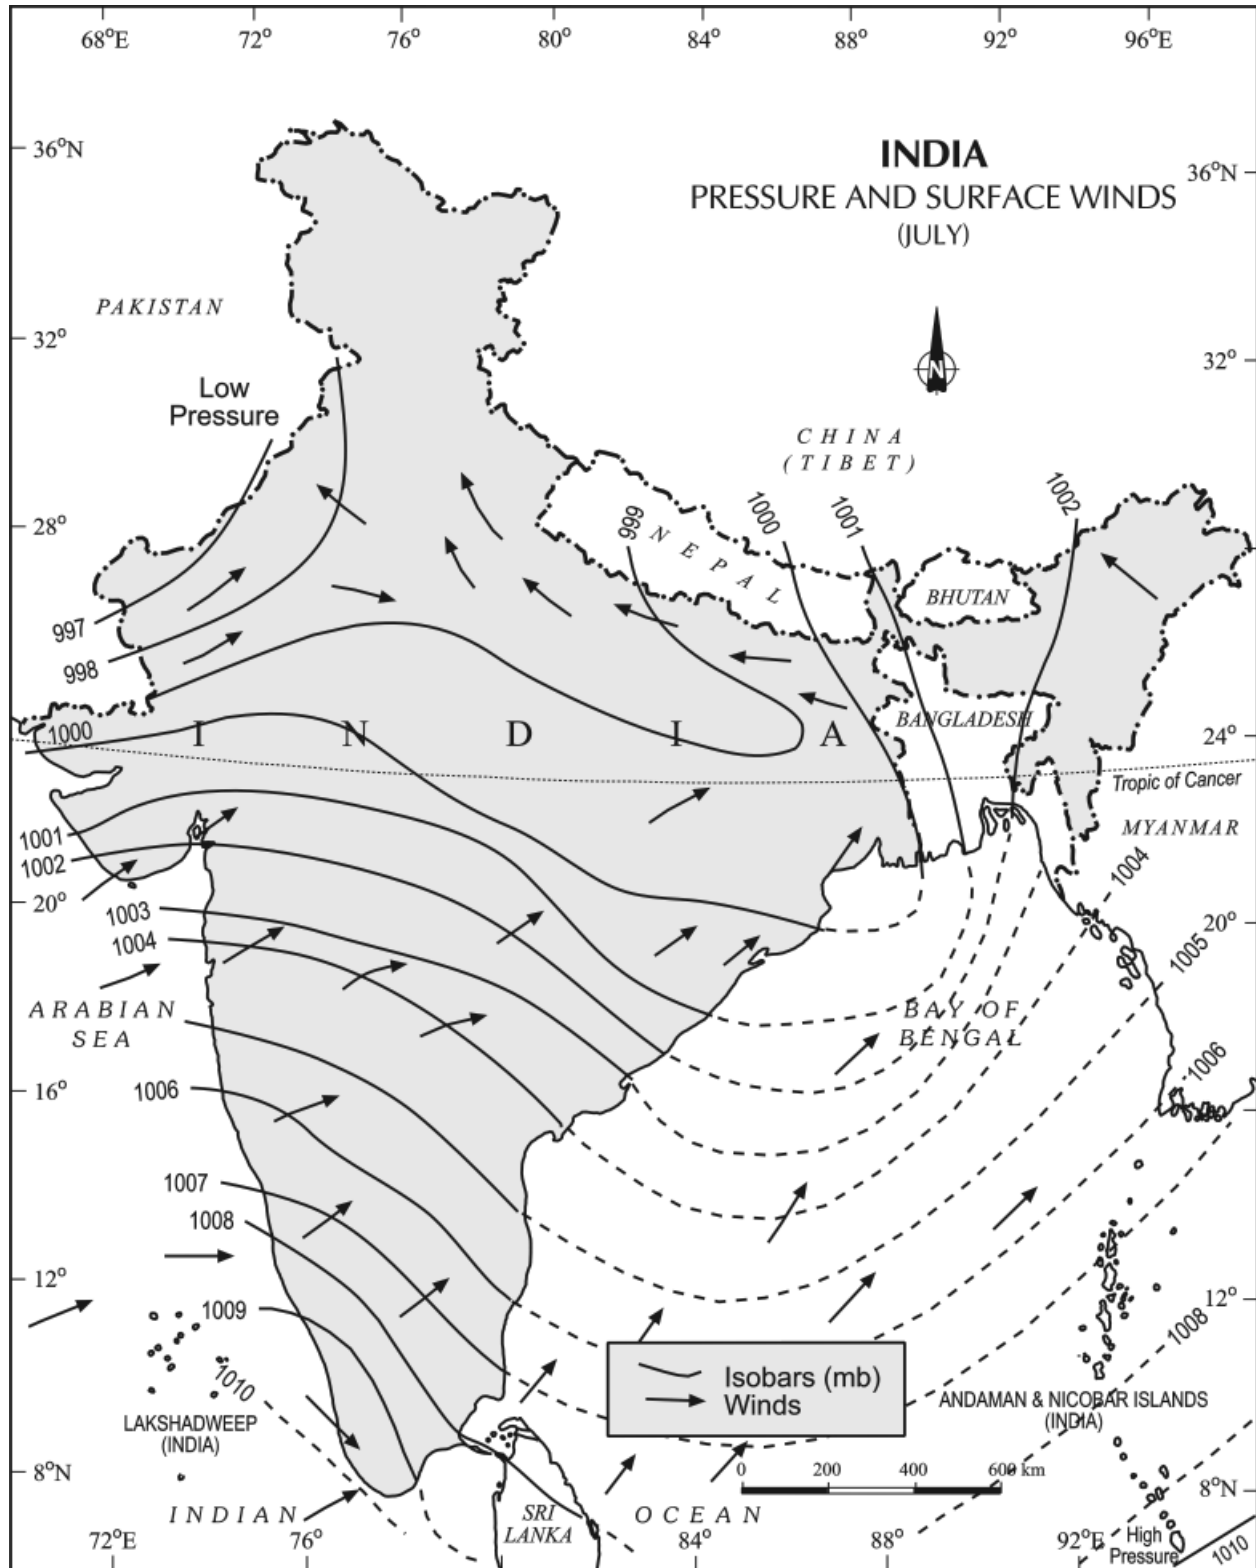 68°E 72° 76° 80° 84° 88° 92° 96°E
36°N
INDIA
PRESSURE AND SURFACE WINDS
(JULY)
36°N
PAKISTAN
32°
N
32°
Low
Pressure
CHINA
(TIBET)
1000
1001
1002
28°
999
NEPAL
BHUTAN
997
998
1000
I N D I A
BANGLADESH
24°
Tropic of Cancer
MYANMAR
1001
1002
1004
20°
1003
20°
1004
1005
ARABIAN
SEA
BAY OF
BENGAL
1006
16°
1006
1007
1008
12°
12°
1009
1008
1010
Isobars (mb)
Winds
LAKSHADWEEP
(INDIA)
ANDAMAN & NICOBAR ISLANDS
(INDIA)
8°N
0 200 400 600 km
8°N
INDIAN
SRI
LANKA
OCEAN
72°E 76° 84° 88° 92°E
High
Pressure
1010